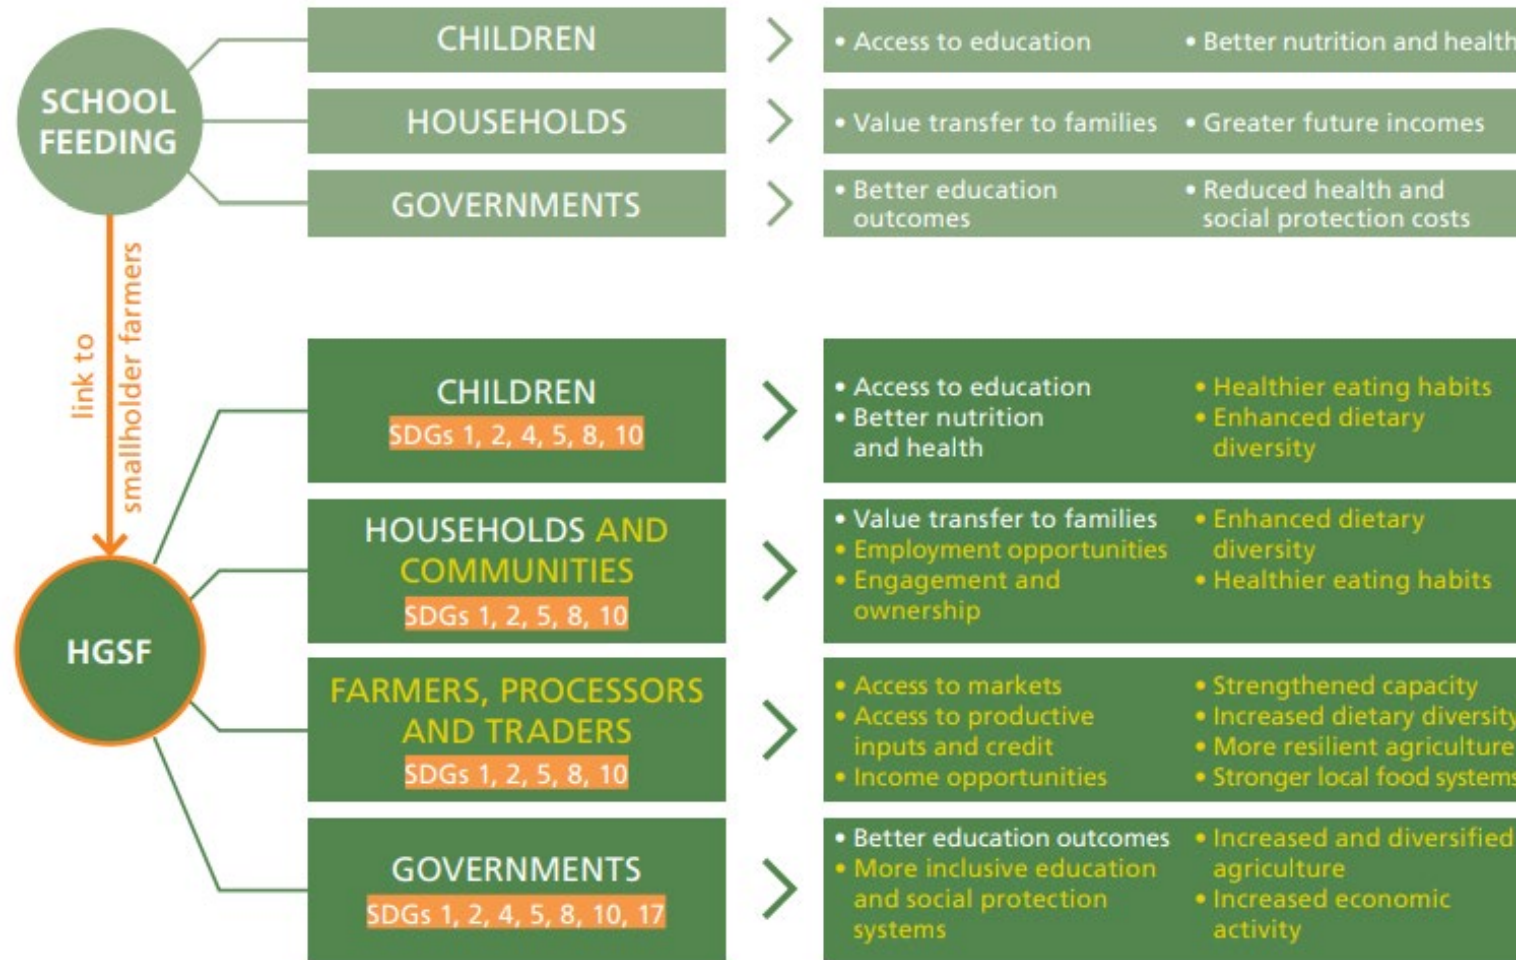 SCHOOL
FEEDING
CHILDREN
• Access to education
• Better nutrition and health
HOUSEHOLDS
• Value transfer to families
• Greater future incomes
GOVERNMENTS
• Better education
outcomes
• Reduced health and
social protection costs
link to
smallholder farmers
HGSF
CHILDREN
SDGs 1, 2, 4, 5, 8, 10
• Access to education
• Better nutrition
and health
• Healthier eating habits
• Enhanced dietary
diversity
HOUSEHOLDS AND
COMMUNITIES
SDGs 1, 2, 5, 8, 10
• Value transfer to families
• Employment opportunities
• Engagement and
ownership
• Enhanced dietary
diversity
• Healthier eating habits
FARMERS, PROCESSORS
AND TRADERS
SDGs 1, 2, 5, 8, 10
• Access to markets
• Access to productive
inputs and credit
• Income opportunities
• Strengthened capacity
• Increased dietary diversity
• More resilient agriculture
• Stronger local food systems
GOVERNMENTS
SDGs 1, 2, 4, 5, 8, 10, 17
• Better education outcomes
• More inclusive education
and social protection
systems
• Increased and diversified
agriculture
• Increased economic
activity